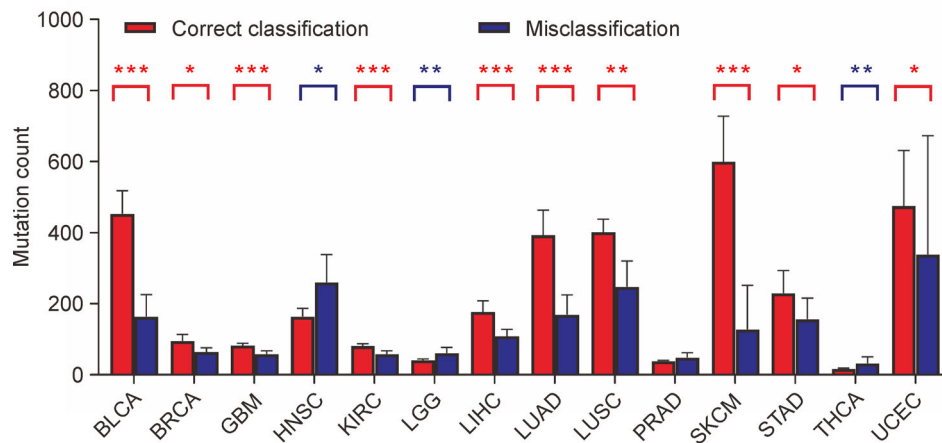 1000
Correct classification
Misclassification
*** * *** * *** ** *** *** ** *** * ** *
800
600
400
200
0
Mutation count
BLCA
BRCA
GBM
HNSC
KIRC
LGG
LIHC
LUAD
LUSC
PRAD
SKCM
STAD
THCA
UCEC